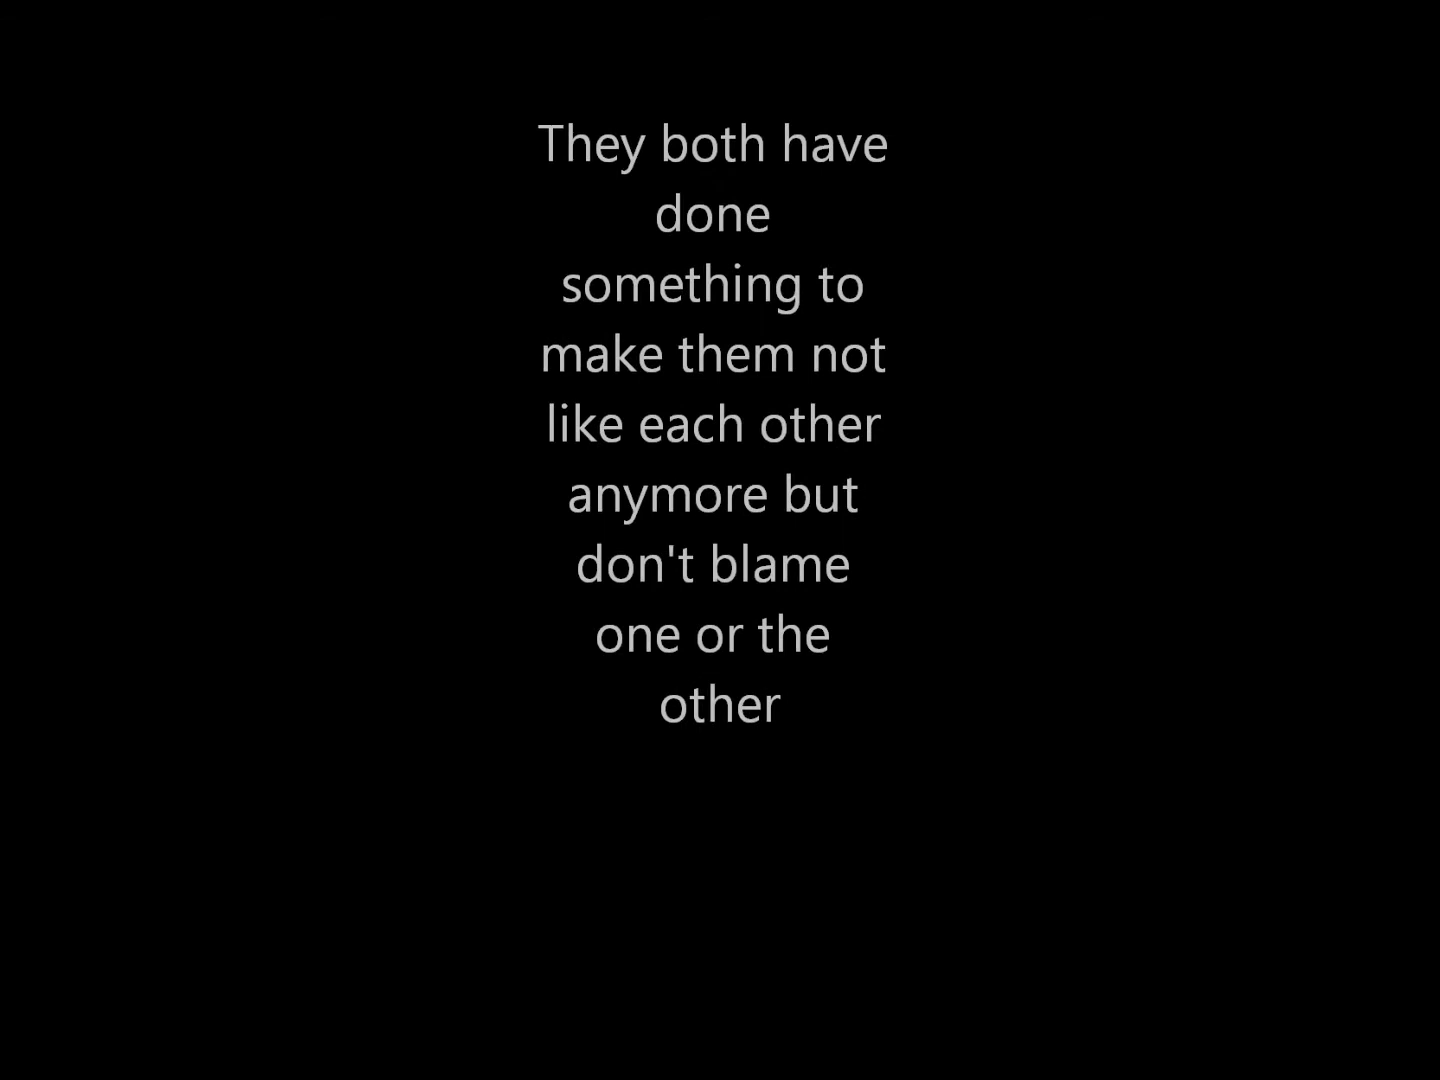 They both have
done
something to
make them not
like each other
anymore but
don't blame
one or the
other